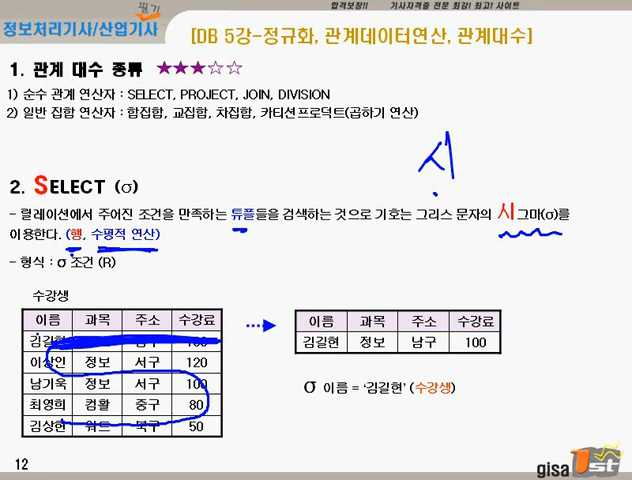 합격보장!! 기사자격증 전문 최강! 최고! 사이트
필기
정보처리기사/산업기사
[DB 5강-정규화, 관계데이터연산, 관계대수]
1. 관계 대수 종류 ★★★☆☆
1) 순수 관계 연산자 : SELECT, PROJECT, JOIN, DIVISION
2) 일반 집합 연산자 : 합집합, 교집합, 차집합, 카티션프로덕트(곱하기 연산)
시
2. SELECT (σ)
- 릴레이션에서 주어진 조건을 만족하는 튜플들을 검색하는 것으로 기호는 그리스 문자의 시그마(σ)를
이용한다. (행, 수평적 연산)
- 형식 : σ 조건 (R)
수강생
이름 과목 주소 수강료
김길현
이상인 정보 서구 120
남기욱 정보 서구 100
최영희 컴활 중구 80
김상헌 워드 북구 50
이름 과목 주소 수강료
김길현 정보 남구 100
σ 이름 = '김길현' (수강생)
12
gisa 1st